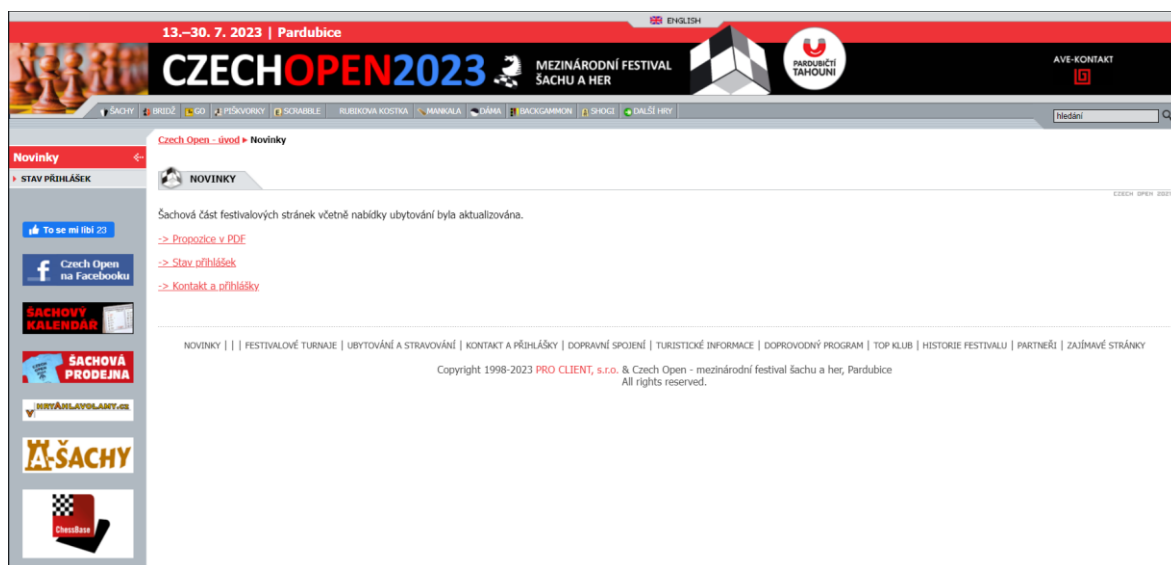 ENGLISH
13.–30. 7. 2023 | Pardubice
CZECHOPEN2023
MEZINÁRODNÍ FESTIVAL
ŠACHU A HER
PARDUBIČTÍ
TAHOUNI
AVE-KONTAKT
ŠACHY BRIDŽ GO PIŠKVORKY SCRABBLE RUBIKOVA KOSTKA MANKALA DÁMA BACKGAMMON SHOGI DALŠÍ HRY
hledání
Czech Open - úvod ▸ Novinky
Novinky
STAV PŘIHLÁŠEK
NOVINKY
Šachová část festivalových stránek včetně nabídky ubytování byla aktualizována.
-> Propozice v PDF
-> Stav přihlášek
-> Kontakt a přihlášky
To se mi líbí 23
Czech Open
na Facebooku
ŠACHOVÝ
KALENDÁŘ
ŠACHOVÁ
PRODEJNA
HRYAHLAVOLAMY.cz
A-ŠACHY
ChessBase
NOVINKY | | | FESTIVALOVÉ TURNAJE | UBYTOVÁNÍ A STRAVOVÁNÍ | KONTAKT A PŘIHLÁŠKY | DOPRAVNÍ SPOJENÍ | TURISTICKÉ INFORMACE | DOPROVODNÝ PROGRAM | TOP KLUB | HISTORIE FESTIVALU | PARTNEŘI | ZAJÍMAVÉ STRÁNKY
Copyright 1998-2023 PRO CLIENT, s.r.o. & Czech Open - mezinárodní festival šachu a her, Pardubice
All rights reserved.